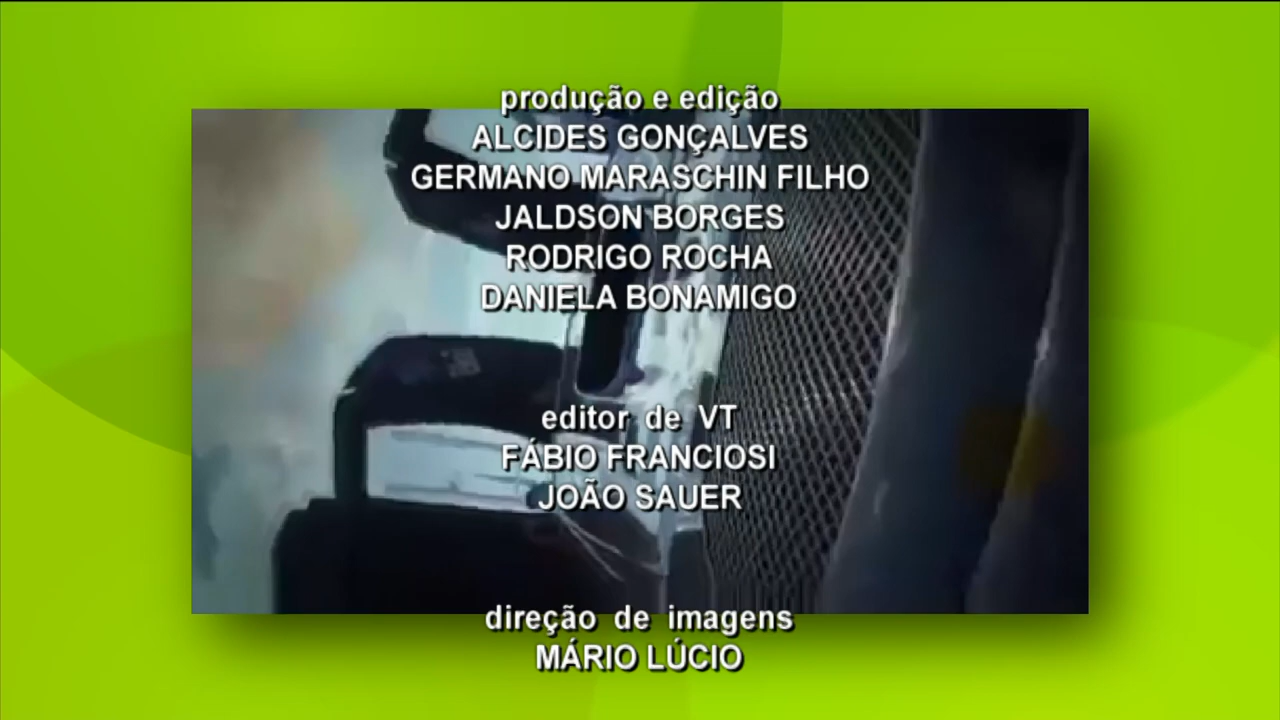 produção e edição
ALCIDES GONÇALVES
GERMANO MARASCHIN FILHO
JALDSON BORGES
RODRIGO ROCHA
DANIELA BONAMIGO
editor de VT
FÁBIO FRANCIOSI
JOÃO SAUER
direção de imagens
MÁRIO LÚCIO